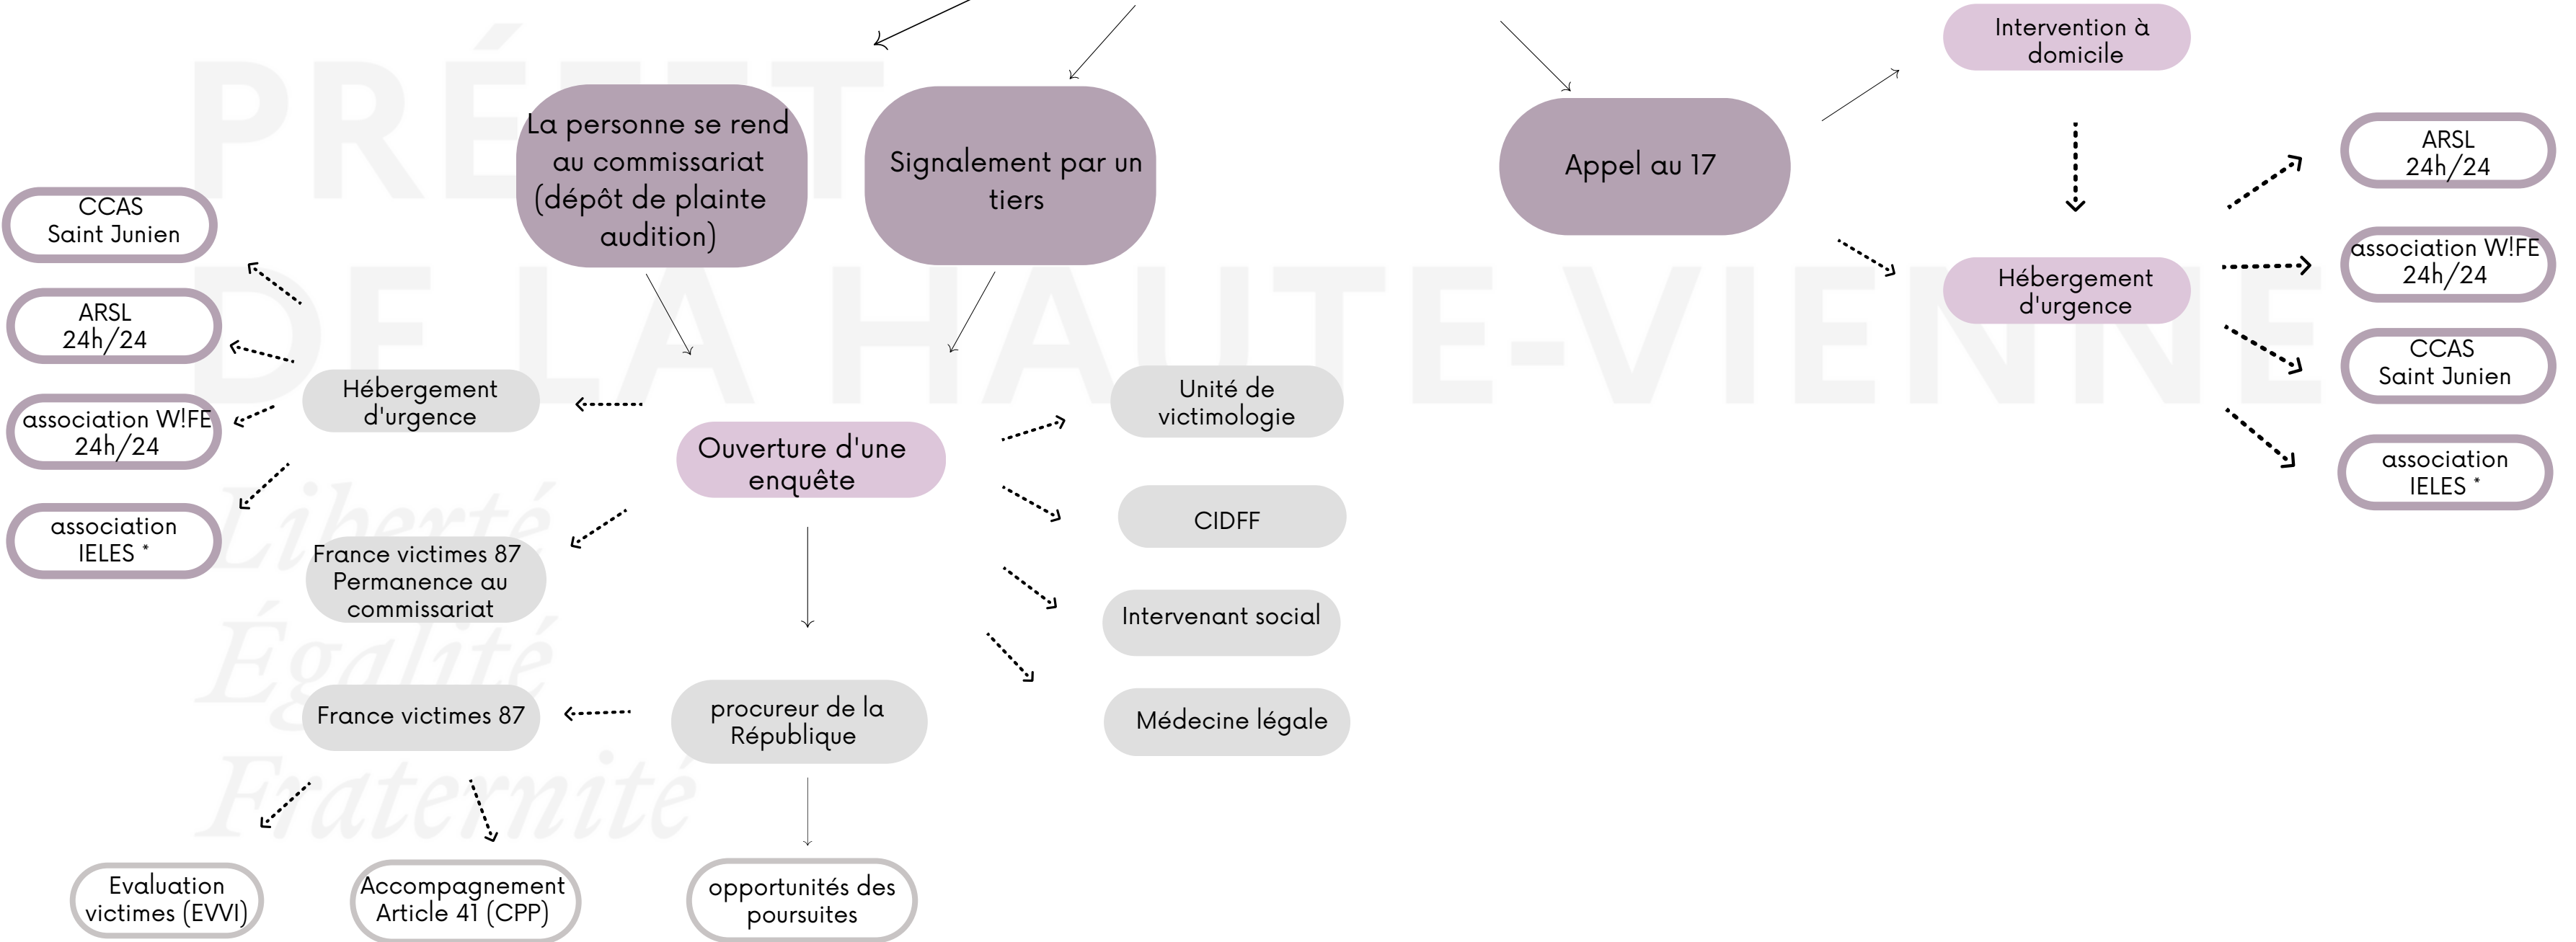 PRÉFET
DE LA HAUTE-VIENNE
Liberté
Égalité
Fraternité
Intervention à
domicile
La personne se rend
au commissariat
(dépôt de plainte
audition)
Signalement par un
tiers
Appel au 17
ARSL
24h/24
association W!FE
24h/24
CCAS
Saint Junien
association
IELES *
Hébergement
d'urgence
CCAS
Saint Junien
ARSL
24h/24
association W!FE
24h/24
association
IELES *
Hébergement
d'urgence
Ouverture d'une
enquête
Unité de
victimologie
CIDFF
Intervenant social
Médecine légale
France victimes 87
Permanence au
commissariat
France victimes 87
procureur de la
République
Evaluation
victimes (EVVI)
Accompagnement
Article 41 (CPP)
opportunités des
poursuites